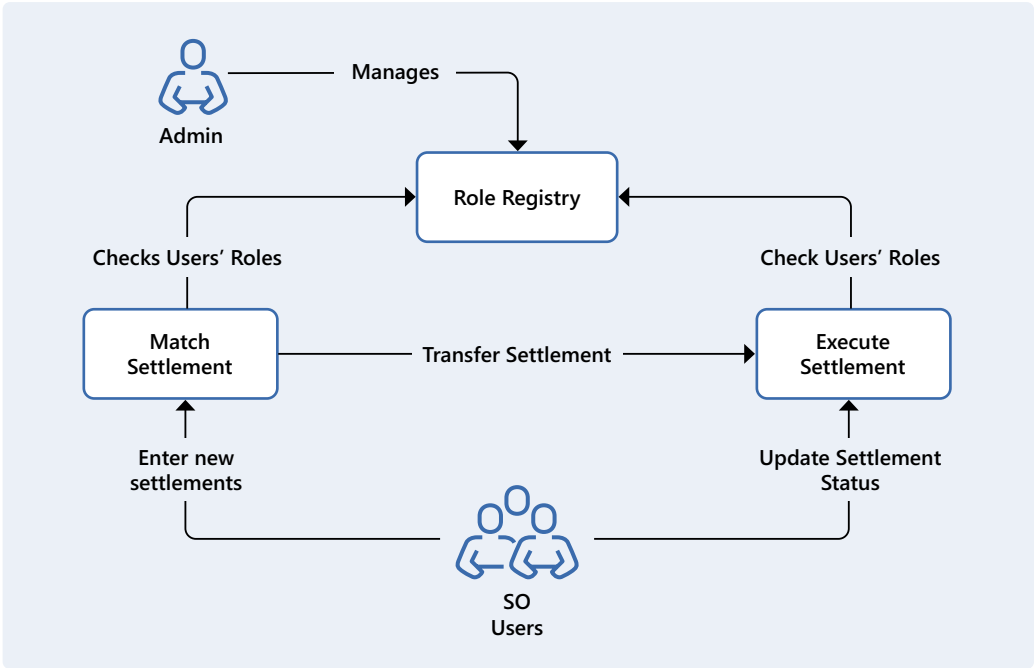 Manages
Admin
Role Registry
Checks Users’ Roles
Check Users’ Roles
Match
Settlement
Transfer Settlement
Execute
Settlement
Enter new
settlements
Update Settlement
Status
SO
Users